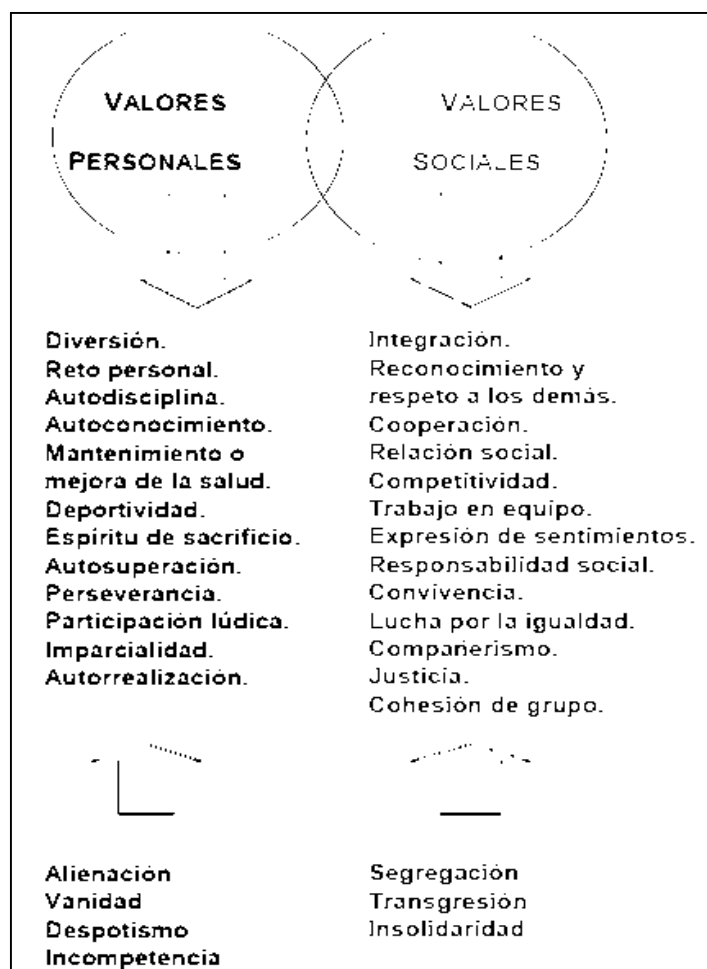 VALORES
PERSONALES
VALORES
SOCIALES
Diversión.
Reto personal.
Autodisciplina.
Autoconocimiento.
Mantenimiento o
mejora de la salud.
Deportividad.
Espíritu de sacrificio.
Autosuperación.
Perseverancia.
Participación lúdica.
Imparcialidad.
Autorrealización.
Integración.
Reconocimiento y
respeto a los demás.
Cooperación.
Relación social.
Competitividad.
Trabajo en equipo.
Expresión de sentimientos.
Responsabilidad social.
Convivencia.
Lucha por la igualdad.
Compañerismo.
Justicia.
Cohesión de grupo.
Alienación
Vanidad
Despotismo
Incompetencia
Segregación
Transgresión
Insolidaridad